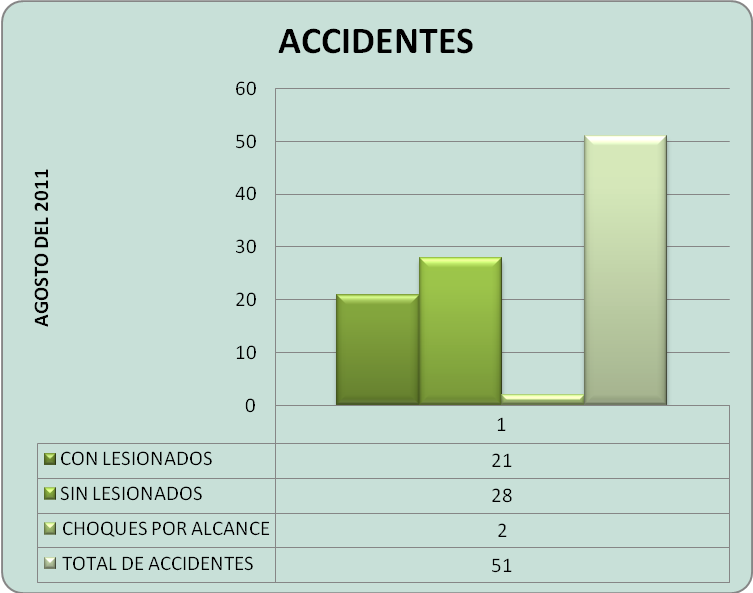 ACCIDENTES
AGOSTO DEL 2011
60
50
40
30
20
10
0
1
CON LESIONADOS 21
SIN LESIONADOS 28
CHOQUES POR ALCANCE 2
TOTAL DE ACCIDENTES 51